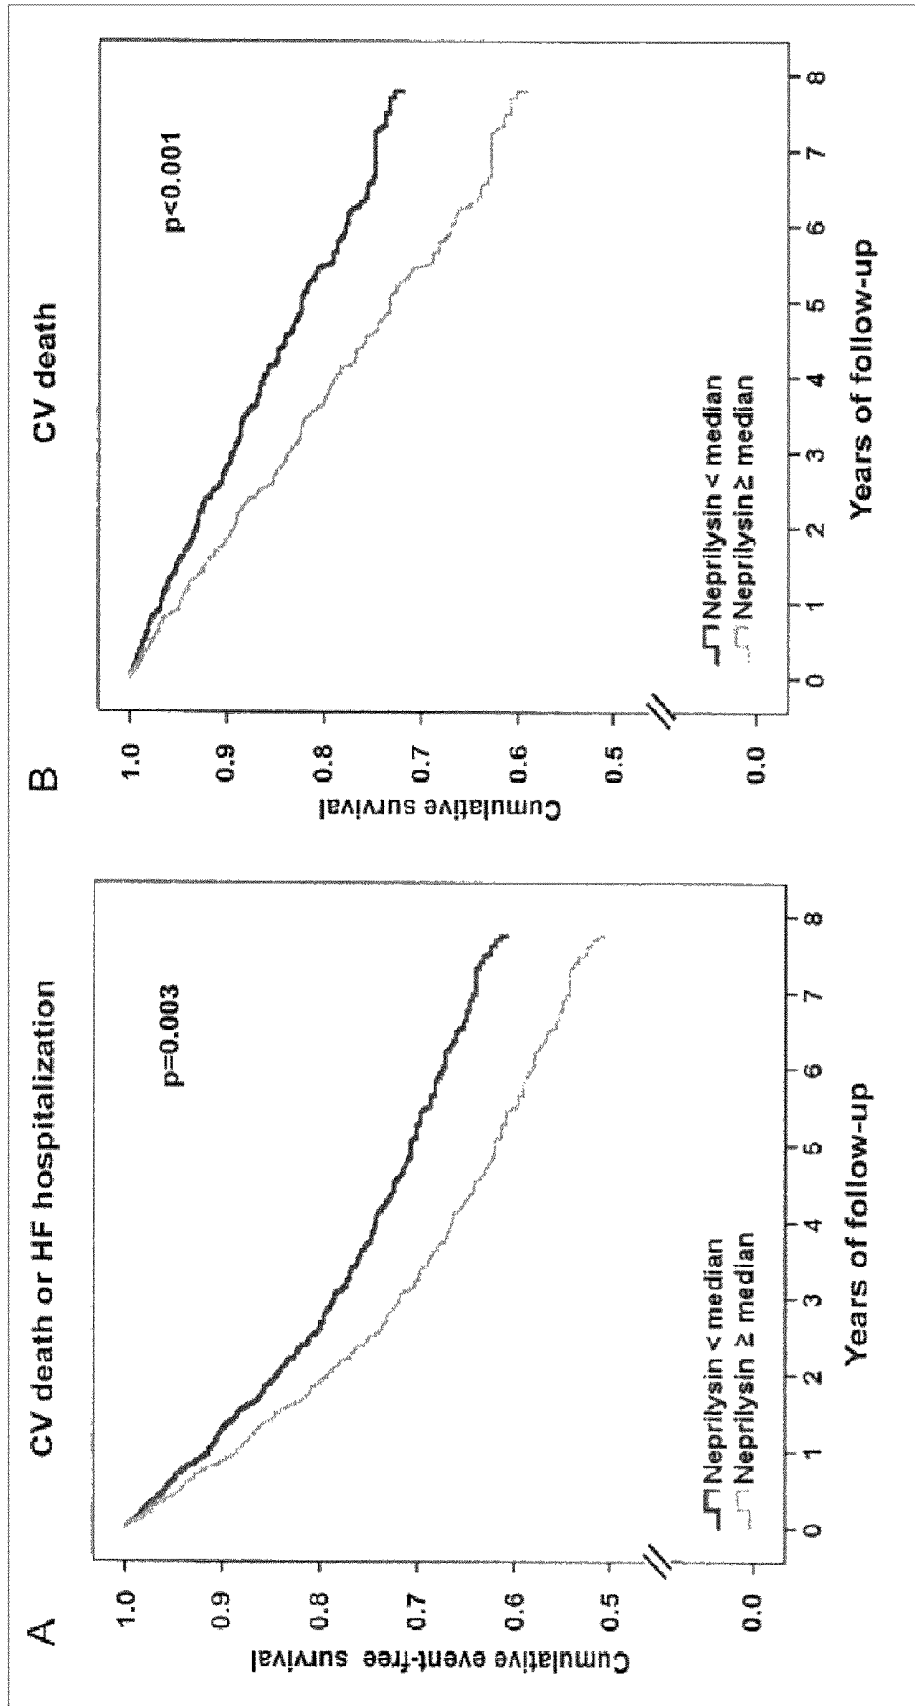 A
CV death or HF hospitalization
Cumulative event-free survival
1.0
0.9
0.8
0.7
0.6
0.5
0.0
p=0.003
Neprilysin < median
Neprilysin ≥ median
0 1 2 3 4 5 6 7 8
Years of follow-up
B
CV death
Cumulative survival
1.0
0.9
0.8
0.7
0.6
0.5
0.0
p<0.001
Neprilysin < median
Neprilysin ≥ median
0 1 2 3 4 5 6 7 8
Years of follow-up